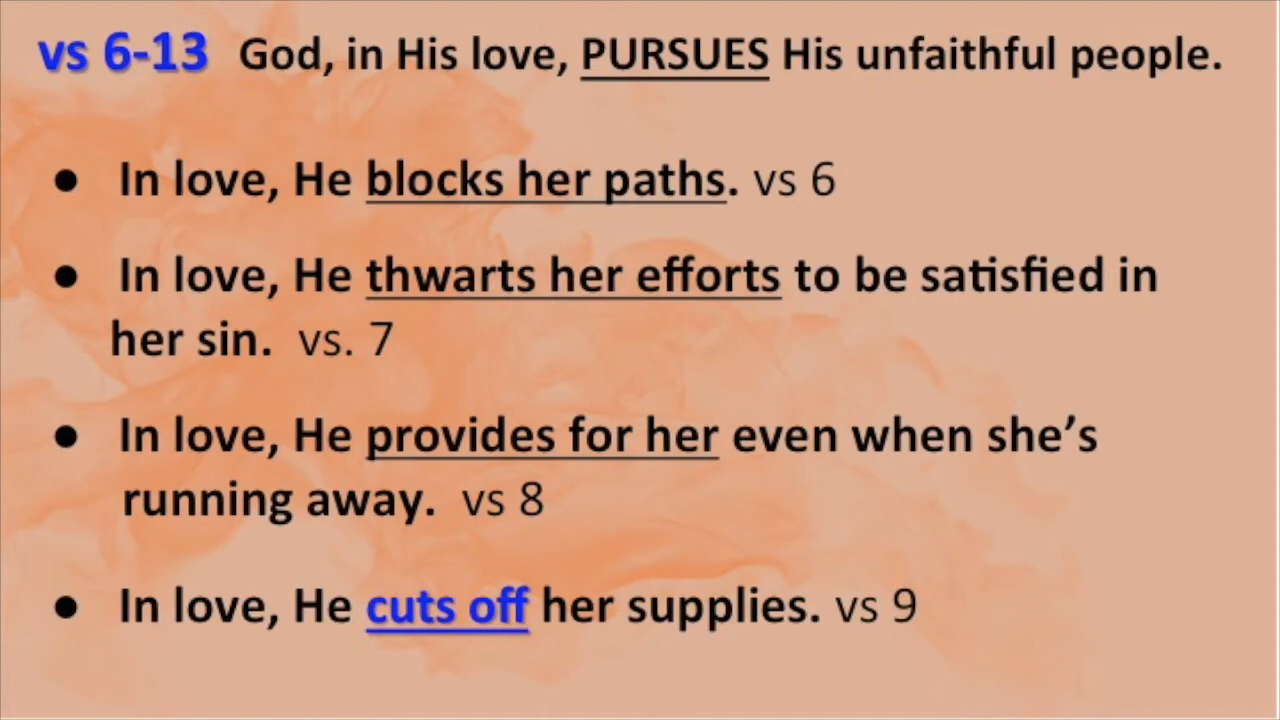 vs 6-13 God, in His love, PURSUES His unfaithful people.
● In love, He blocks her paths. vs 6
● In love, He thwarts her efforts to be satisfied in
her sin. vs. 7
● In love, He provides for her even when she’s
running away. vs 8
● In love, He cuts off her supplies. vs 9